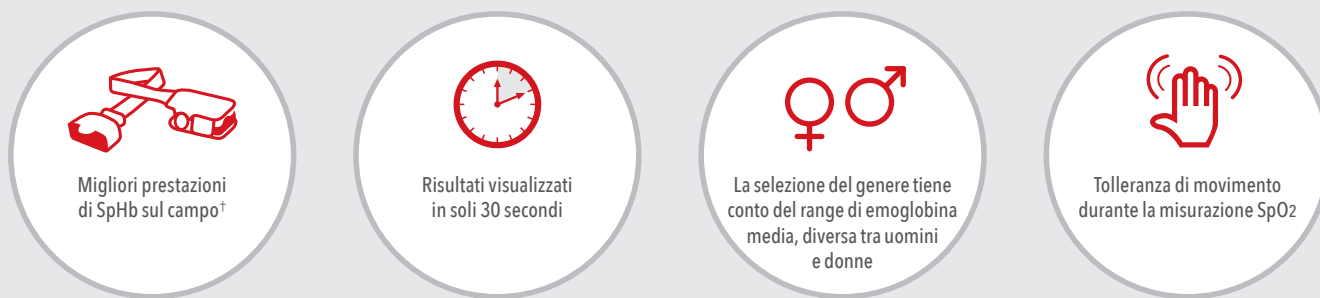 Migliori prestazioni
di SpHb sul campo†
Risultati visualizzati
in soli 30 secondi
La selezione del genere tiene
conto del range di emoglobina
media, diversa tra uomini
e donne
Tolleranza di movimento
durante la misurazione SpO2